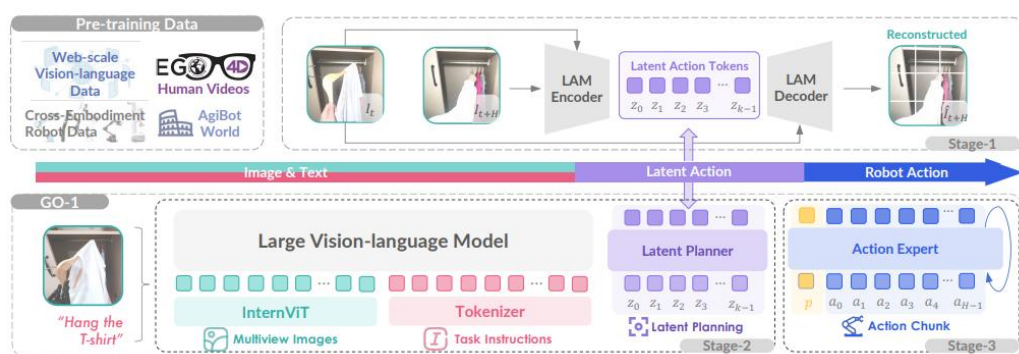 Pre-training Data
Web-scale
Vision-language
Data
EGO4D
Human Videos
Cross-Embodiment
Robot Data
AgiBot
World
I_t
I_{t+H}
LAM
Encoder
Latent Action Tokens
z_0 z_1 z_2 z_3 ... z_{k-1}
LAM
Decoder
Reconstructed
Î_{t+H}
Stage-1
Image & Text
Latent Action
Robot Action
GO-1
"Hang the
T-shirt"
Large Vision-language Model
...
...
InternViT
Tokenizer
Multiview Images
Task Instructions
...
Latent Planner
...
z_0 z_1 z_2 z_3 z_{k-1}
Latent Planning
Stage-2
...
Action Expert
...
p a_0 a_1 a_2 a_3 a_4 a_{H-1}
Action Chunk
Stage-3